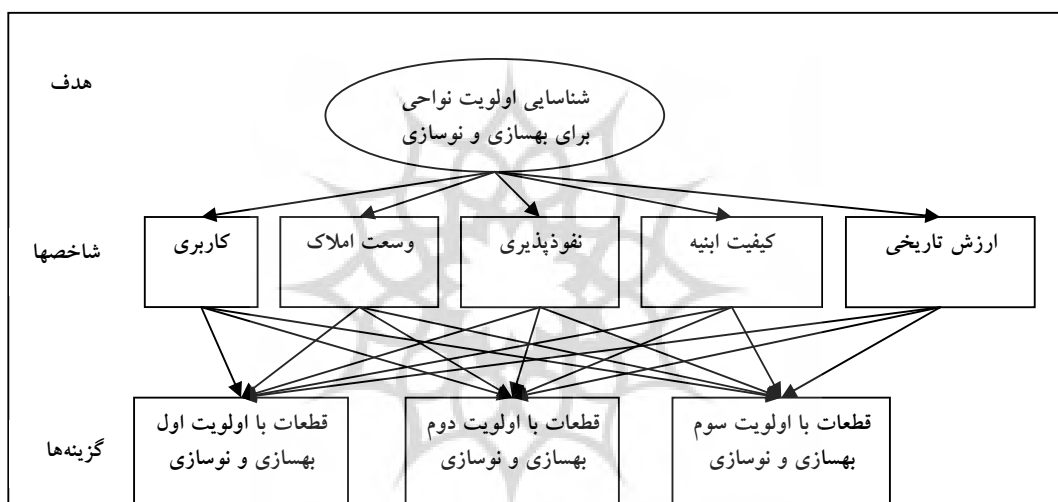 هدف
شناسایی اولویت نواحی
برای بهسازی و نوسازی
شاخصها
ارزش تاریخی
کیفیت ابنیه
نفوذپذیری
وسعت املاک
کاربری
گزینه‌ها
قطعات با اولویت سوم
بهسازی و نوسازی
قطعات با اولویت دوم
بهسازی و نوسازی
قطعات با اولویت اول
بهسازی و نوسازی